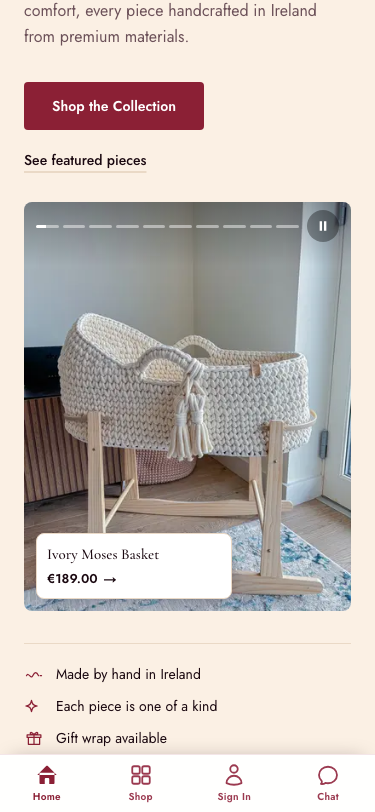 comfort, every piece handcrafted in Ireland
from premium materials.
Shop the Collection
See featured pieces
Ivory Moses Basket
€189.00 →
Made by hand in Ireland
Each piece is one of a kind
Gift wrap available
Home
Shop
Sign In
Chat